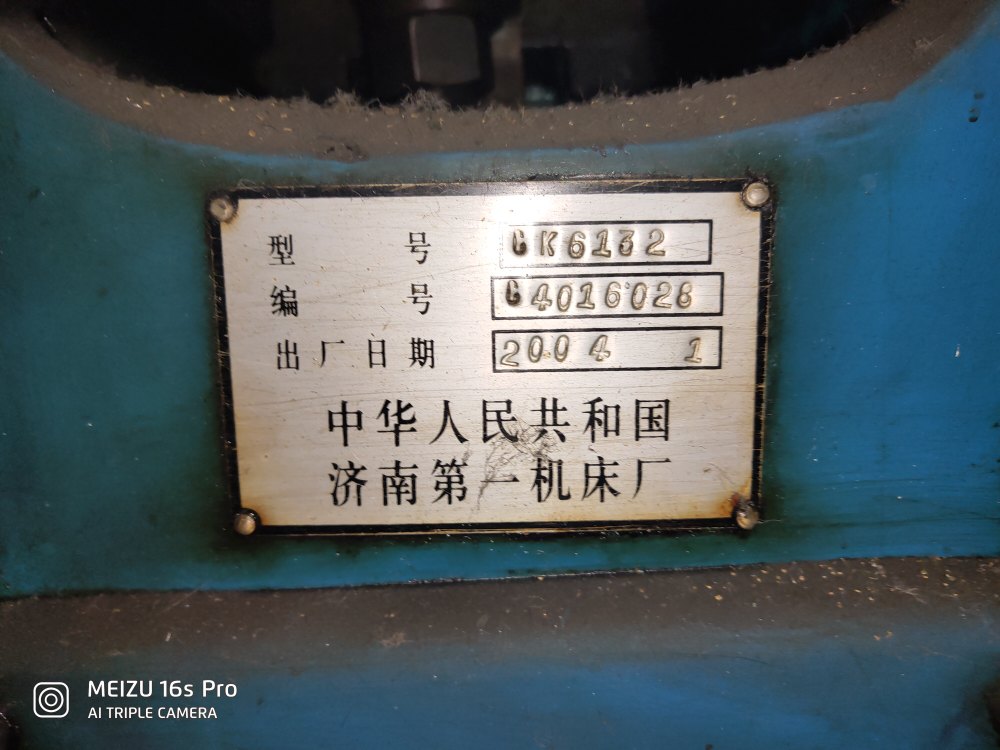 型号 CK6132
编号 C4016028
出厂日期 2004 1
中华人民共和国
济南第一机床厂
MEIZU 16s Pro
AI TRIPLE CAMERA